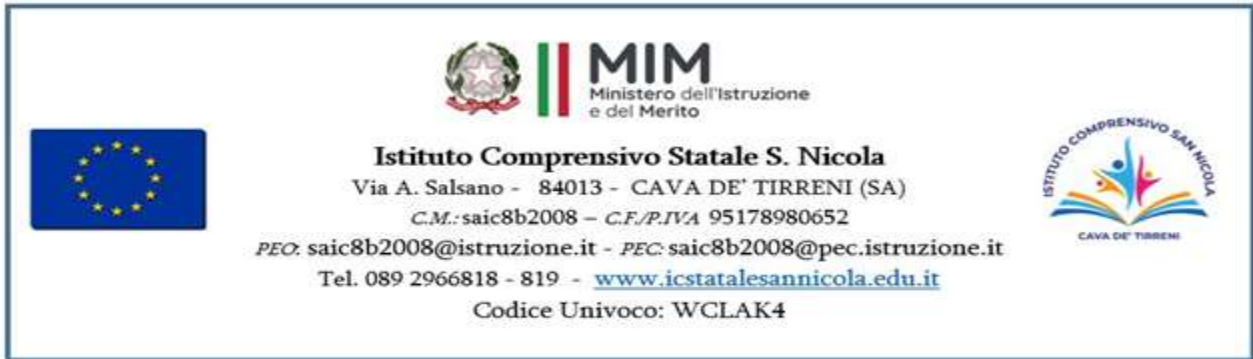 MIM
Ministero dell'Istruzione
e del Merito
Istituto Comprensivo Statale S. Nicola
Via A. Salsano - 84013 - CAVA DE' TIRRENI (SA)
C.M.: saic8b2008 – C.F./P.IVA 95178980652
PEO: saic8b2008@istruzione.it - PEC: saic8b2008@pec.istruzione.it
Tel. 089 2966818 - 819 - www.icstatalesannicola.edu.it
Codice Univoco: WCLAK4
ISTITUTO COMPRENSIVO SAN NICOLA
CAVA DE' TIRRENI